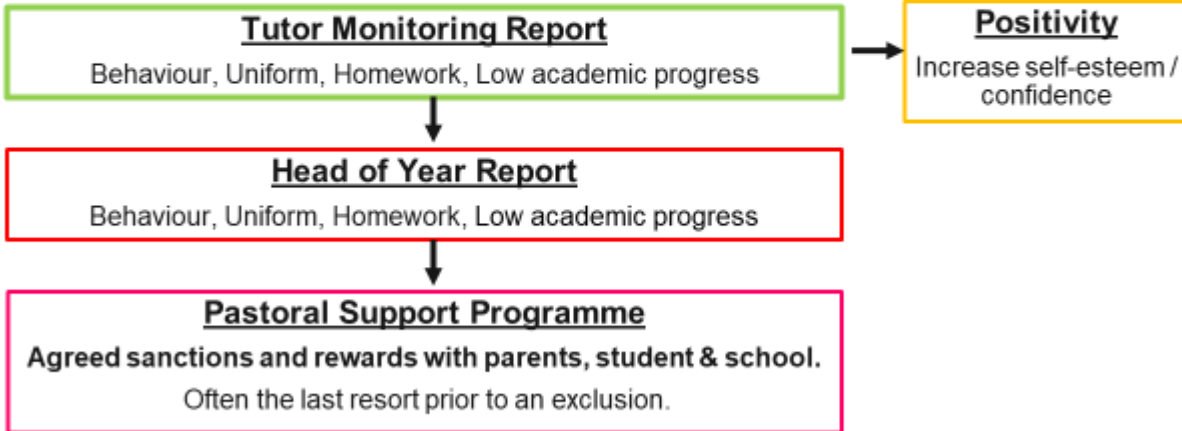 Tutor Monitoring Report
Behaviour, Uniform, Homework, Low academic progress
Positivity
Increase self-esteem /
confidence
Head of Year Report
Behaviour, Uniform, Homework, Low academic progress
Pastoral Support Programme
Agreed sanctions and rewards with parents, student & school.
Often the last resort prior to an exclusion.